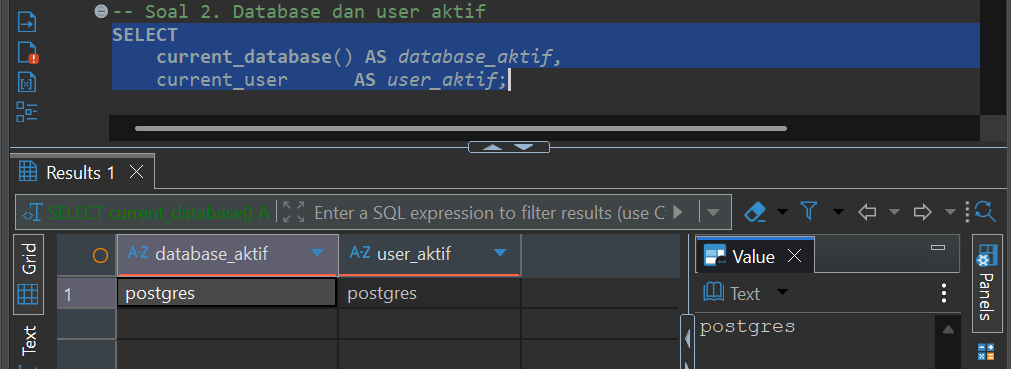 -- Soal 2. Database dan user aktif
SELECT
current_database() AS database_aktif,
current_user AS user_aktif;
Results 1
SELECT current_database() A
Enter a SQL expression to filter results (use C
Grid
Text
A-Z database_aktif
A-Z user_aktif
1
postgres
postgres
Value
Text
postgres
Panels